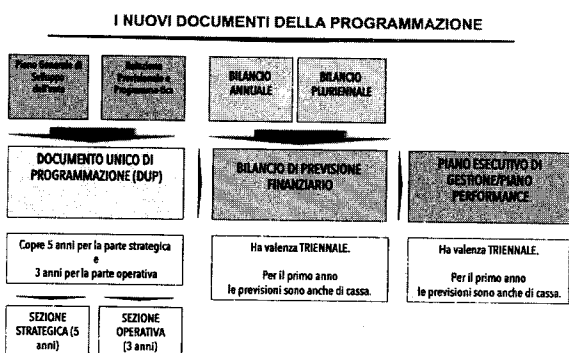 I NUOVI DOCUMENTI DELLA PROGRAMMAZIONE
Piano Generale di
Sviluppo
dell'ente
Relazione
Previsionale e
Programmatica
BILANCIO
ANNUALE
BILANCIO
PLURIENNALE
DOCUMENTO UNICO DI
PROGRAMMAZIONE (DUP)
BILANCIO DI PREVISIONE
FINANZIARIO
PIANO ESECUTIVO DI
GESTIONE/PIANO
PERFORMANCE
Copre 5 anni per la parte strategica
e
3 anni per la parte operativa
Ha valenza TRIENNALE.
Per il primo anno
le previsioni sono anche di cassa.
Ha valenza TRIENNALE.
Per il primo anno
le previsioni sono anche di cassa.
SEZIONE
STRATEGICA (5
anni)
SEZIONE
OPERATIVA
(3 anni)